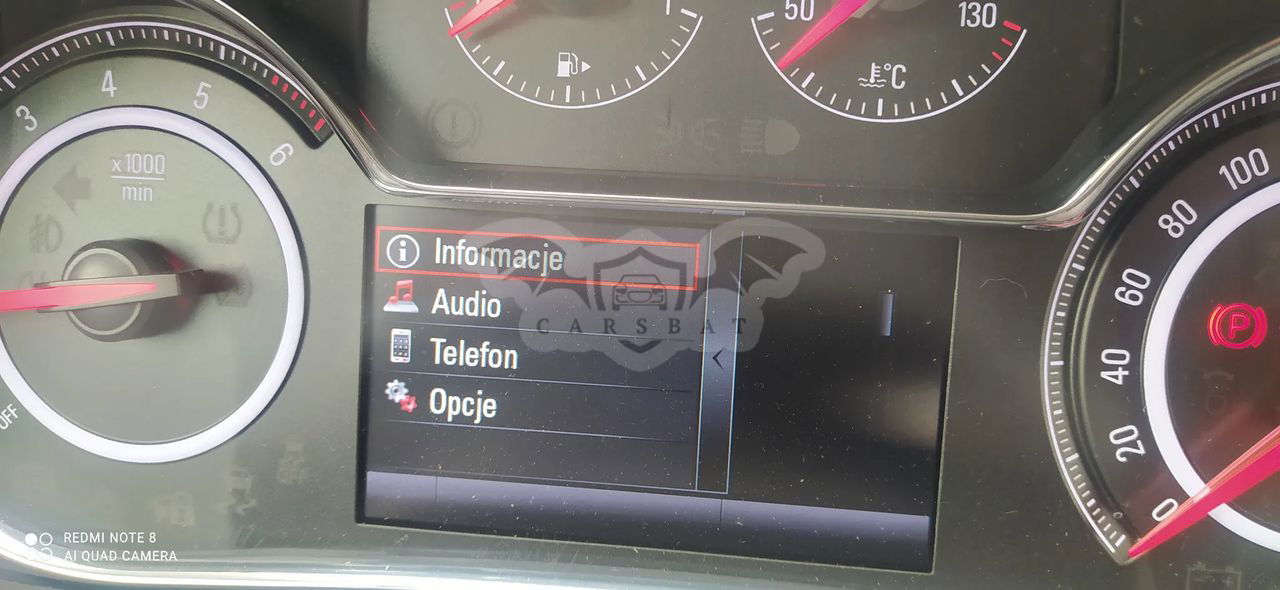 50
130
°C
3
4
5
6
x1000
min
OFF
Informacje
Audio
Telefon
Opcje
CARSBAT
100
80
60
40
20
0
P
REDMI NOTE 8
AI QUAD CAMERA